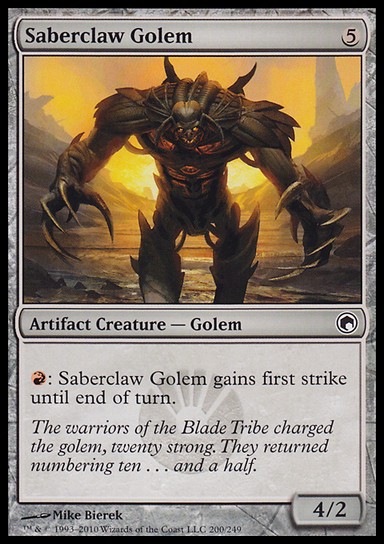 Saberclaw Golem 5
Artifact Creature — Golem
: Saberclaw Golem gains first strike
until end of turn.
The warriors of the Blade Tribe charged
the golem, twenty strong. They returned
numbering ten . . . and a half.
Mike Bierek
4/2
™ & © 1993–2010 Wizards of the Coast LLC 200/249